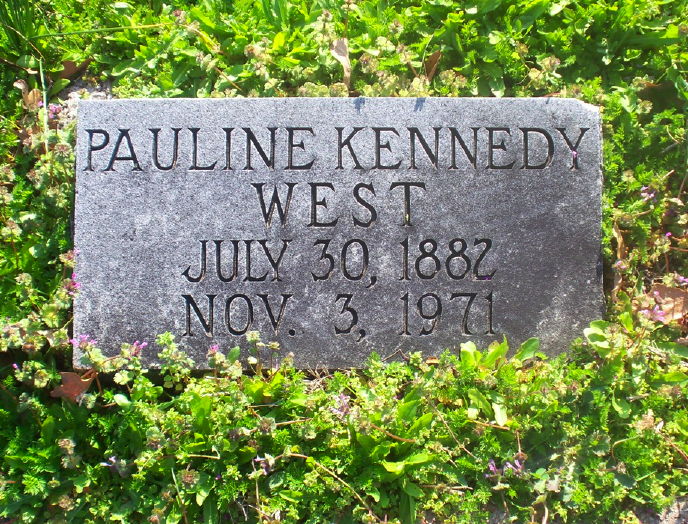 PAULINE KENNEDY
WEST
JULY 30, 1882
NOV. 3, 1971